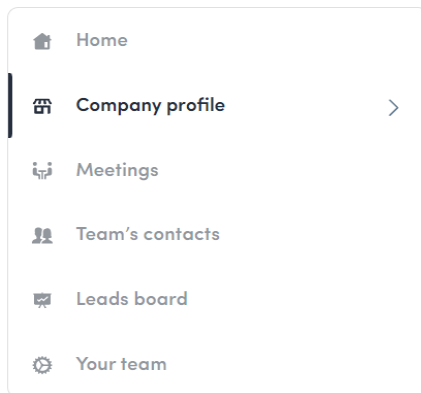 Home
Company profile
Meetings
Team's contacts
Leads board
Your team